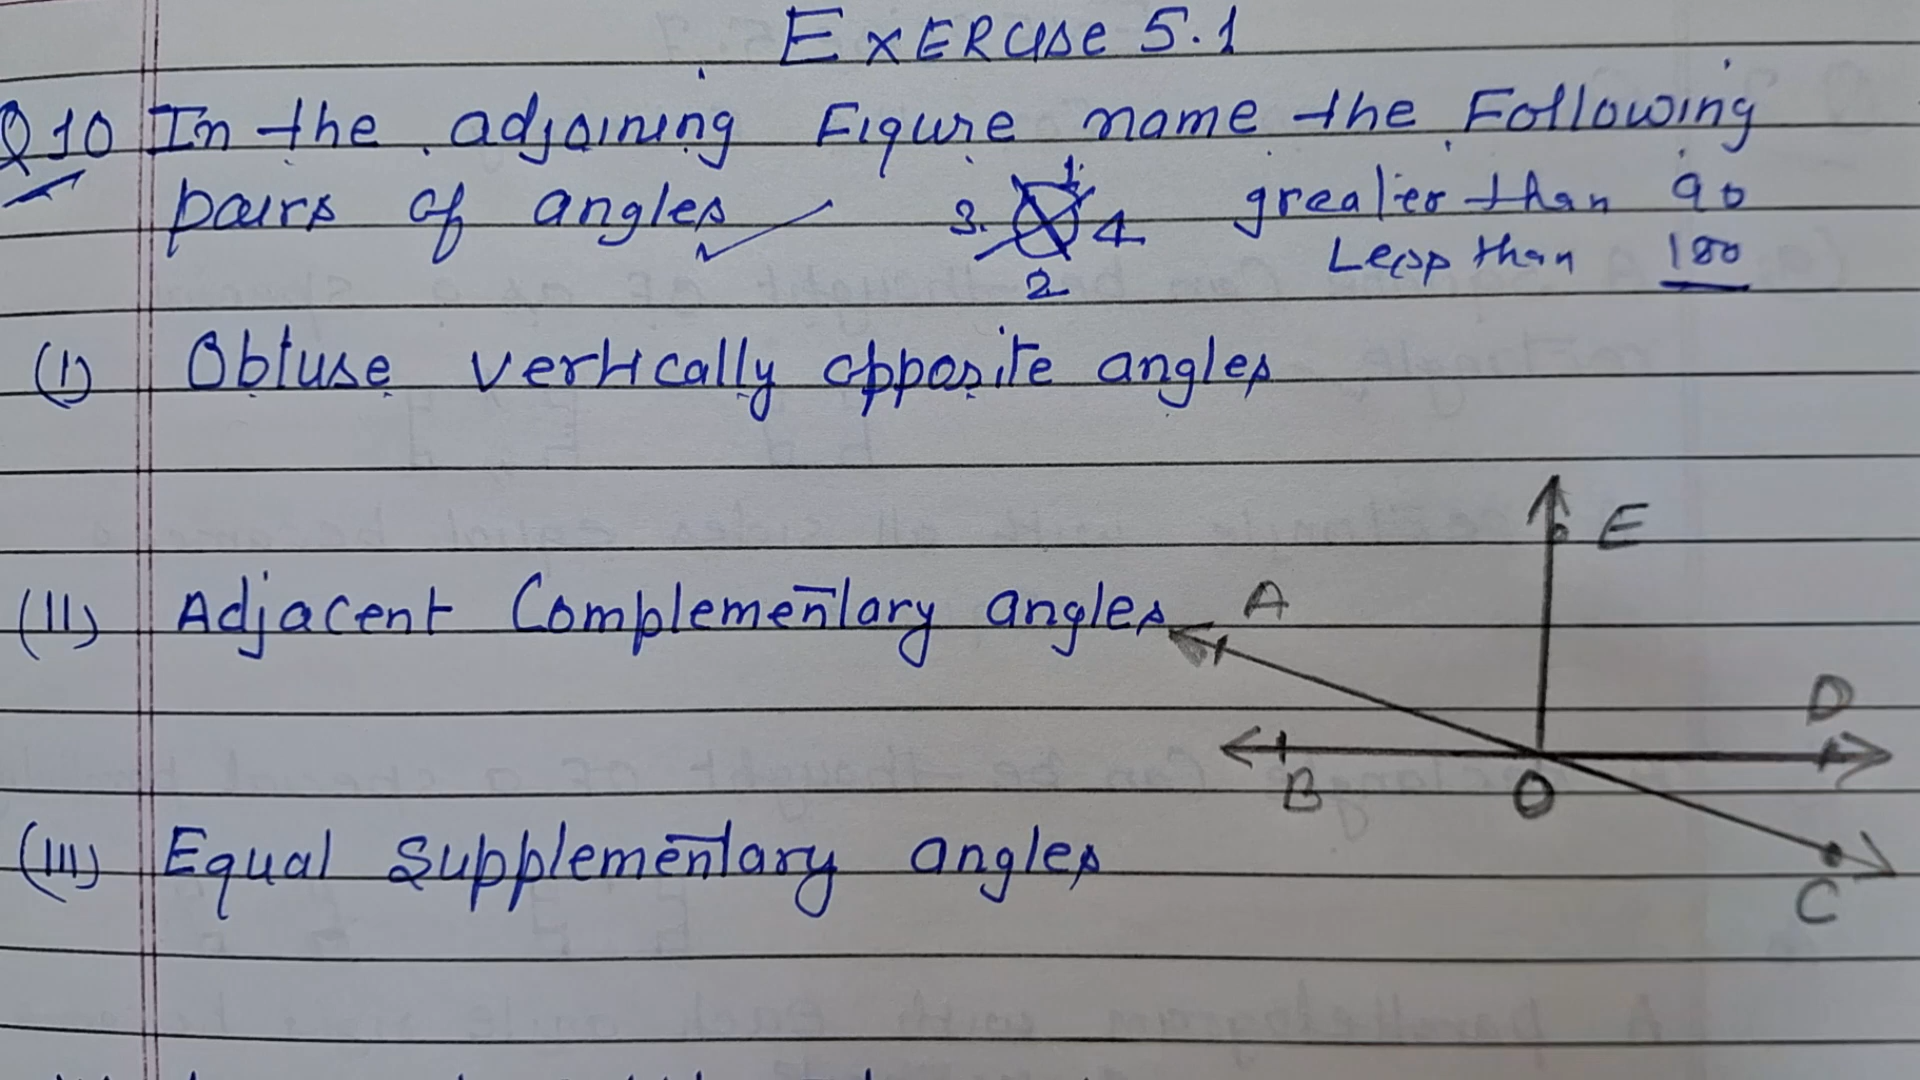 EXERCISE 5.1
Q10 In the adjoining Figure name the Following
pairs of angles 3. 1. 4 2 greater than 90
Less than 180
(I) Obtuse vertically opposite angles
E
(II) Adjacent Complementary angles A
D
B O
(III) Equal Supplementary angles
C